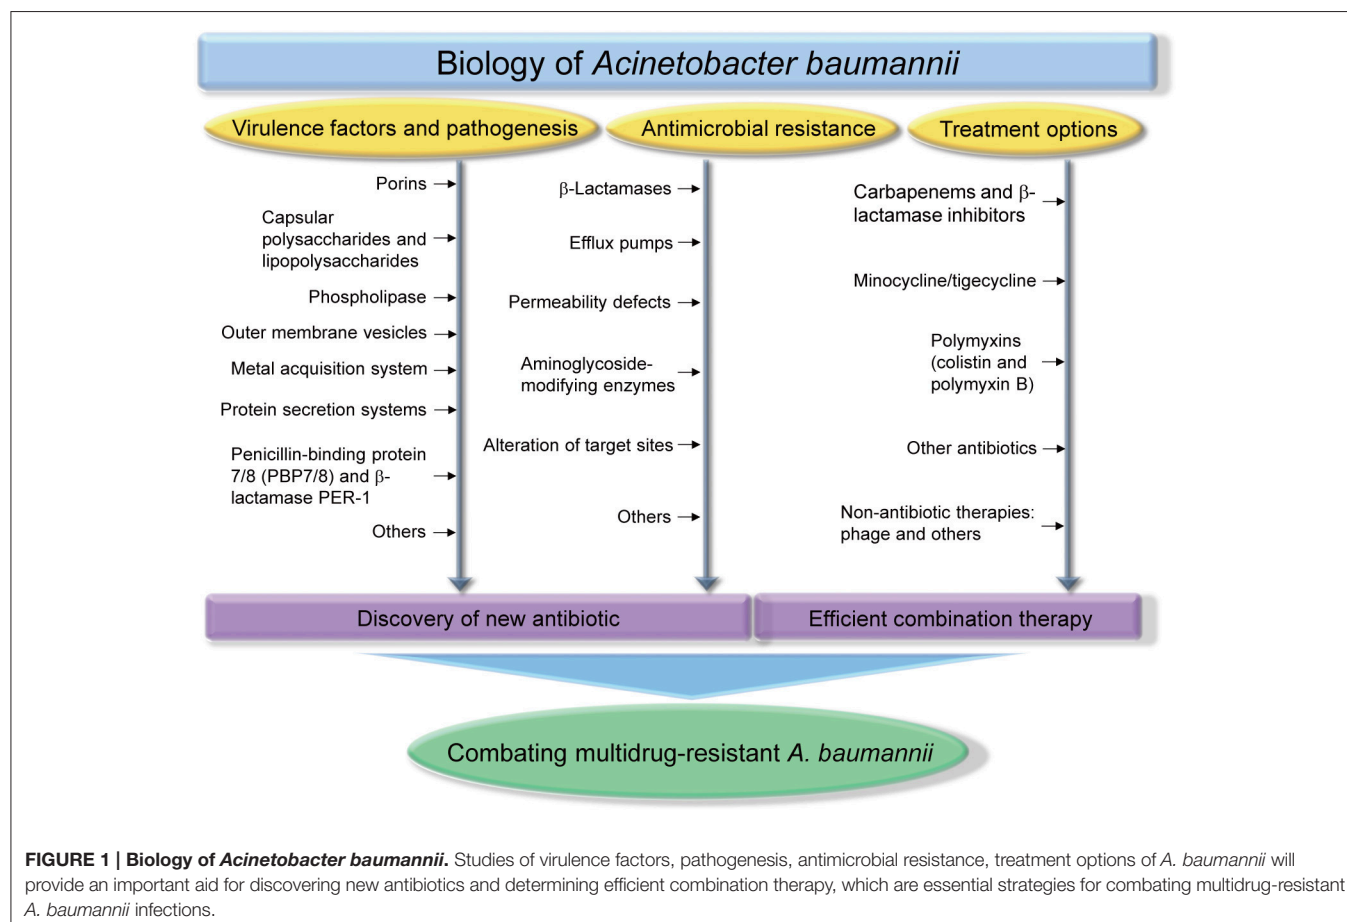 Biology of Acinetobacter baumannii
Virulence factors and pathogenesis
Porins
Capsular
polysaccharides and
lipopolysaccharides
Phospholipase
Outer membrane vesicles
Metal acquisition system
Protein secretion systems
Penicillin-binding protein
7/8 (PBP7/8) and β-
lactamase PER-1
Others
Antimicrobial resistance
β-Lactamases
Efflux pumps
Permeability defects
Aminoglycoside-
modifying enzymes
Alteration of target sites
Others
Treatment options
Carbapenems and β-
lactamase inhibitors
Minocycline/tigecycline
Polymyxins
(colistin and
polymyxin B)
Other antibiotics
Non-antibiotic therapies:
phage and others
Discovery of new antibiotic
Efficient combination therapy
Combating multidrug-resistant A. baumannii
FIGURE 1 | Biology of Acinetobacter baumannii. Studies of virulence factors, pathogenesis, antimicrobial resistance, treatment options of A. baumannii will
provide an important aid for discovering new antibiotics and determining efficient combination therapy, which are essential strategies for combating multidrug-resistant
A. baumannii infections.